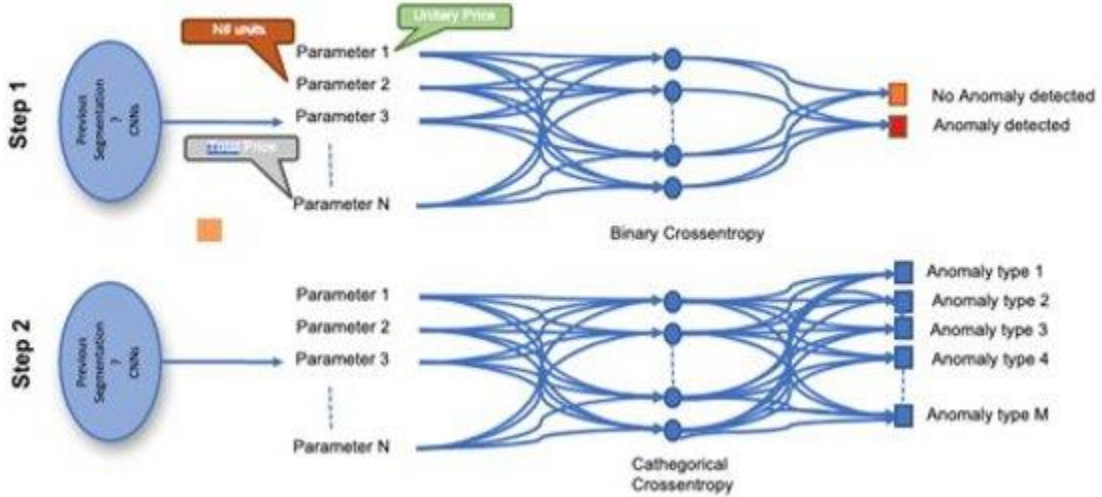 Step 1
Previous
Segmentation
?
CNNs
Nº units
Unitary Price
Total Price
Parameter 1
Parameter 2
Parameter 3
Parameter N
No Anomaly detected
Anomaly detected
Binary Crossentropy
Step 2
Previous
Segmentation
?
CNNs
Parameter 1
Parameter 2
Parameter 3
Parameter N
Anomaly type 1
Anomaly type 2
Anomaly type 3
Anomaly type 4
Anomaly type M
Cathegorical
Crossentropy